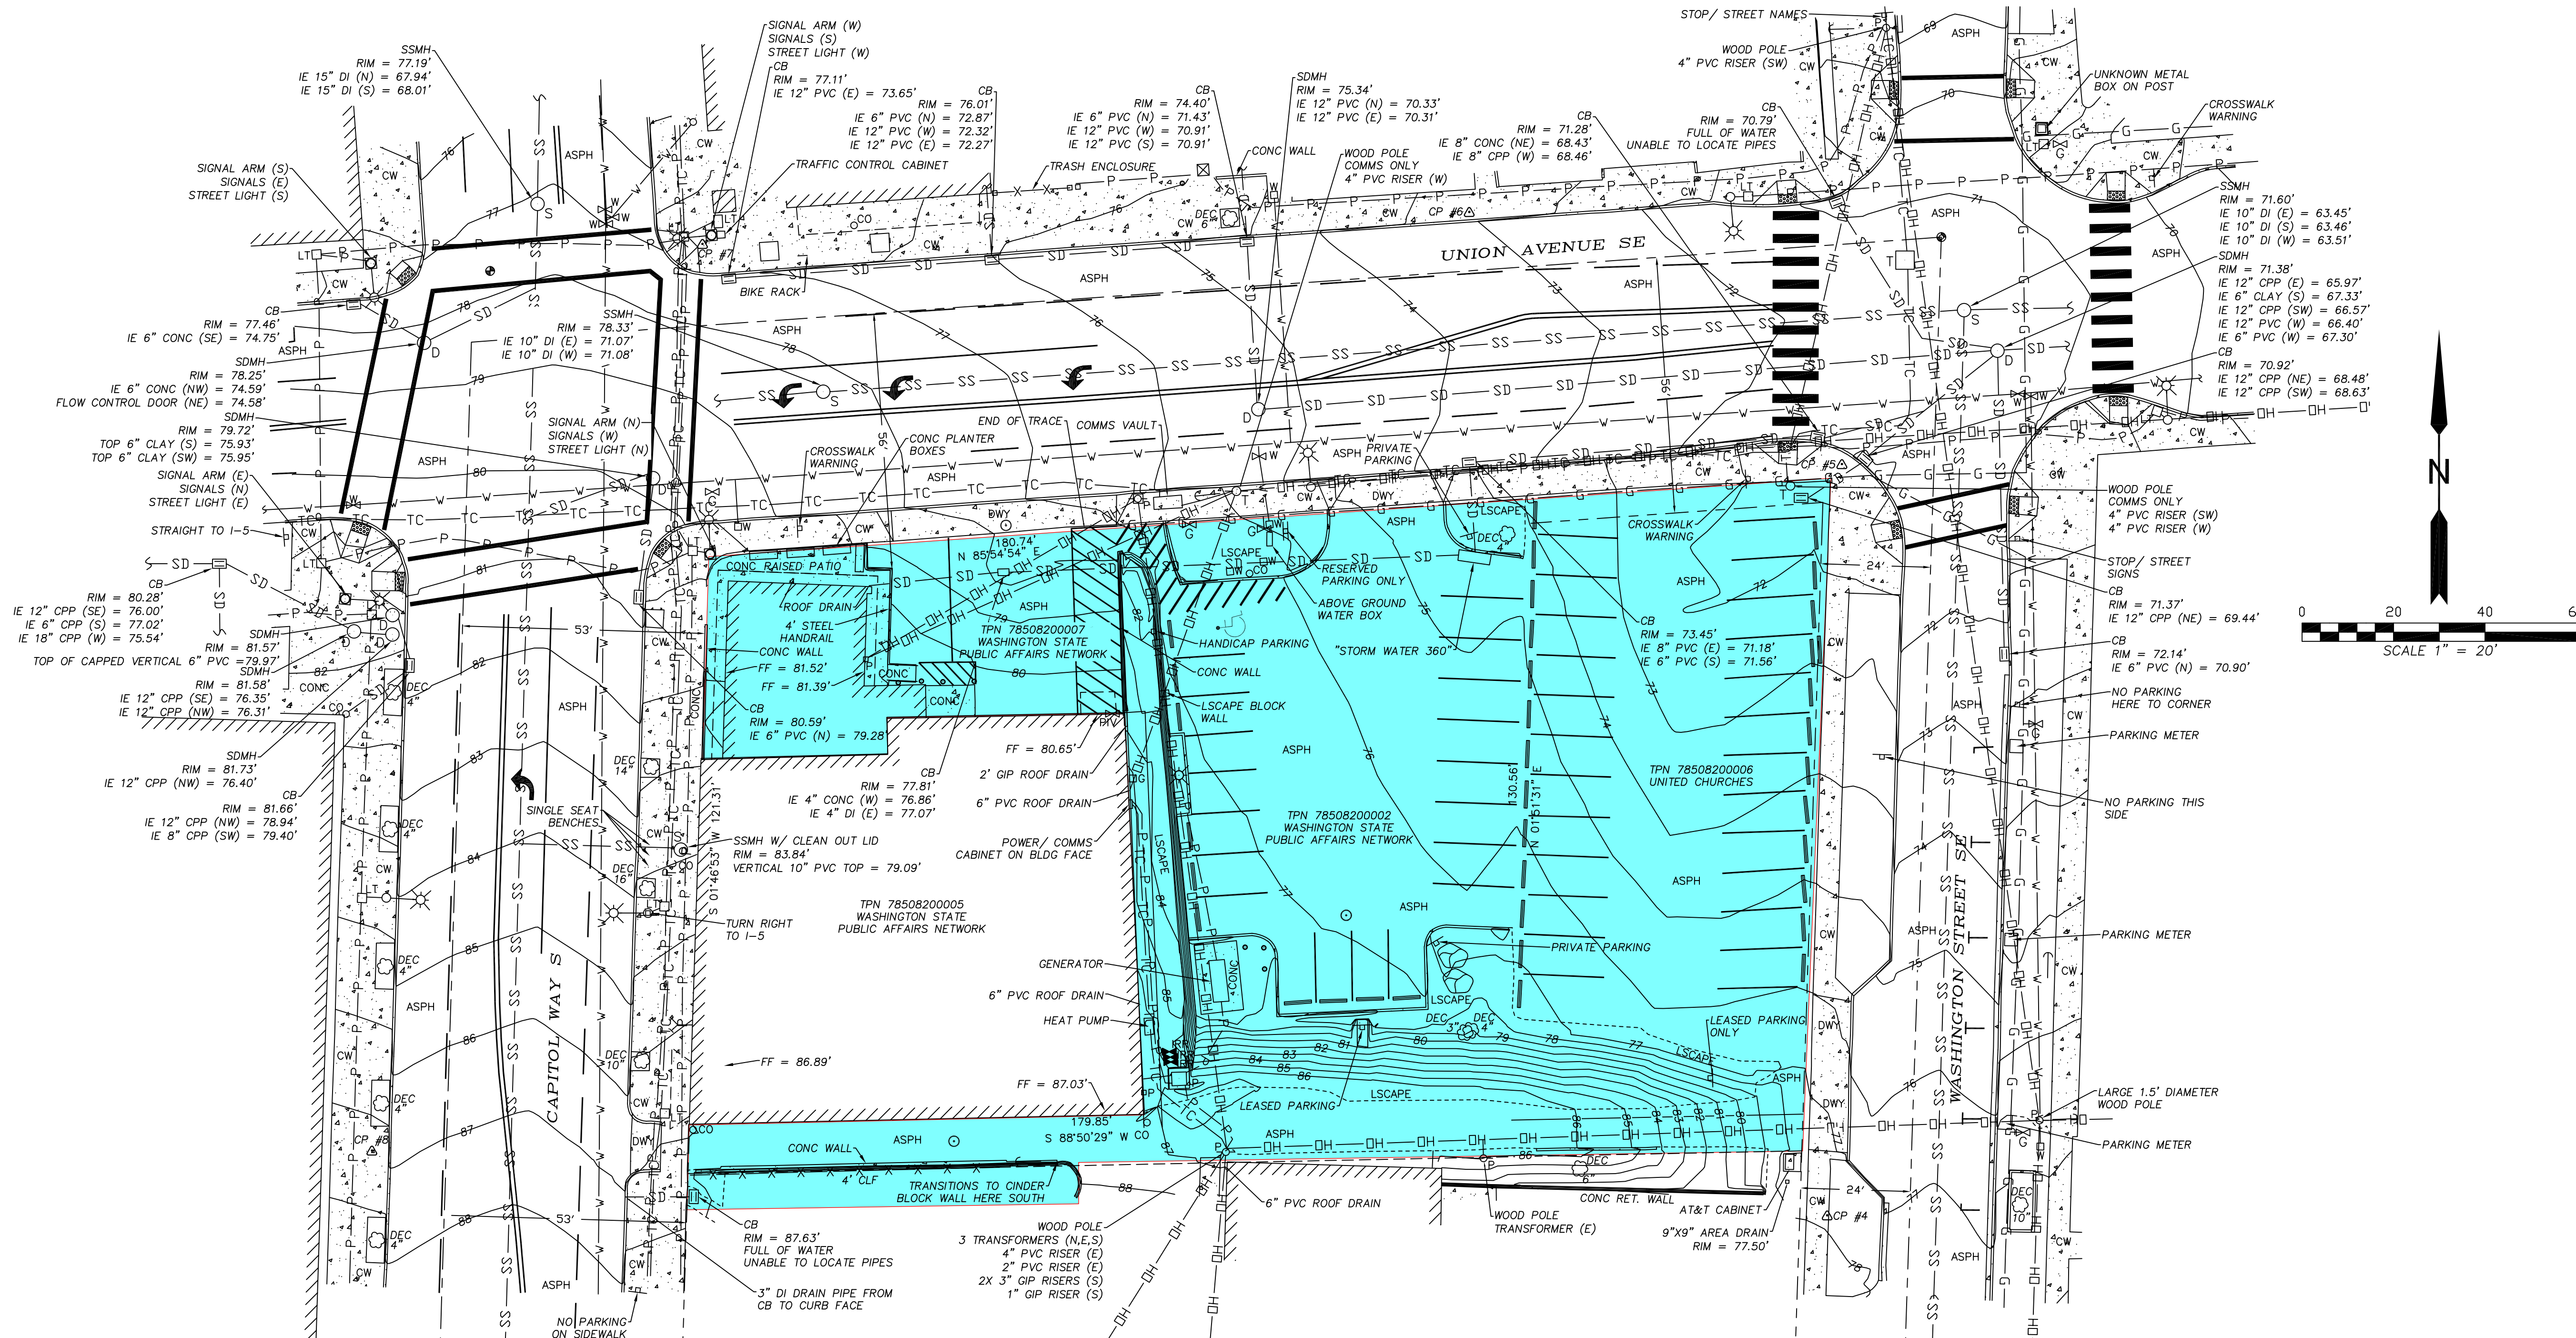 SSMH
RIM = 77.19'
IE 15" DI (N) = 67.94'
IE 15" DI (S) = 68.01'
SIGNAL ARM (W)
SIGNALS (S)
STREET LIGHT (W)
CB
RIM = 77.11'
IE 12" PVC (E) = 73.65'
CB
RIM = 76.01'
IE 6" PVC (N) = 72.87'
IE 12" PVC (W) = 72.32'
IE 12" PVC (E) = 72.27'
CB
RIM = 74.40'
IE 6" PVC (N) = 71.43'
IE 12" PVC (W) = 70.91'
IE 12" PVC (S) = 70.91'
SDMH
RIM = 75.34'
IE 12" PVC (N) = 70.33'
IE 12" PVC (E) = 70.31'
CB
RIM = 71.28'
IE 8" CONC (NE) = 68.43'
IE 8" CPP (W) = 68.46'
CB
RIM = 70.79'
FULL OF WATER
UNABLE TO LOCATE PIPES
STOP/ STREET NAMES
WOOD POLE
4" PVC RISER (SW)
UNKNOWN METAL
BOX ON POST
CROSSWALK
WARNING
SIGNAL ARM (S)
SIGNALS (E)
STREET LIGHT (S)
TRAFFIC CONTROL CABINET
TRASH ENCLOSURE
CONC WALL
WOOD POLE
COMMS ONLY
4" PVC RISER (W)
SSMH
RIM = 71.60'
IE 10" DI (E) = 63.45'
IE 10" DI (S) = 63.46'
IE 10" DI (W) = 63.51'
SDMH
RIM = 71.38'
IE 12" CPP (E) = 65.97'
IE 6" CLAY (S) = 67.33'
IE 12" CPP (SW) = 66.57'
IE 12" PVC (W) = 66.40'
IE 6" PVC (W) = 67.30'
CB
RIM = 70.92'
IE 12" CPP (NE) = 68.48'
IE 12" CPP (SW) = 68.63'
UNION AVENUE SE
BIKE RACK
CP #7
CP #6
CP #5
56'
56'
CB
RIM = 77.46'
IE 6" CONC (SE) = 74.75'
SDMH
RIM = 78.25'
IE 6" CONC (NW) = 74.59'
FLOW CONTROL DOOR (NE) = 74.58'
SSMH
RIM = 78.33'
IE 10" DI (E) = 71.07'
IE 10" DI (W) = 71.08'
SDMH
RIM = 79.72'
TOP 6" CLAY (S) = 75.93'
TOP 6" CLAY (SW) = 75.95'
SIGNAL ARM (E)
SIGNALS (N)
STREET LIGHT (E)
STRAIGHT TO I-5
SIGNAL ARM (N)
SIGNALS (W)
STREET LIGHT (N)
CROSSWALK
WARNING
CONC PLANTER
BOXES
END OF TRACE
COMMS VAULT
PRIVATE
PARKING
CROSSWALK
WARNING
WOOD POLE
COMMS ONLY
4" PVC RISER (SW)
4" PVC RISER (W)
STOP/ STREET
SIGNS
CB
RIM = 71.37'
IE 12" CPP (NE) = 69.44'
CB
RIM = 72.14'
IE 6" PVC (N) = 70.90'
NO PARKING
HERE TO CORNER
PARKING METER
NO PARKING THIS
SIDE
PARKING METER
LARGE 1.5' DIAMETER
WOOD POLE
PARKING METER
N
0 20 40 6
SCALE 1" = 20'
CB
RIM = 80.28'
IE 12" CPP (SE) = 76.00'
IE 6" CPP (S) = 77.02'
IE 18" CPP (W) = 75.54'
SDMH
RIM = 81.57'
TOP OF CAPPED VERTICAL 6" PVC =79.97'
SDMH
RIM = 81.58'
IE 12" CPP (SE) = 76.35'
IE 12" CPP (NW) = 76.31'
SDMH
RIM = 81.73'
IE 12" CPP (NW) = 76.40'
CB
RIM = 81.66'
IE 12" CPP (NW) = 78.94'
IE 8" CPP (SW) = 79.40'
53'
180.74'
N 85°54'54" E
CONC RAISED PATIO
ROOF DRAIN
4' STEEL
HANDRAIL
CONC WALL
FF = 81.52'
FF = 81.39'
CB
RIM = 80.59'
IE 6" PVC (N) = 79.28'
TPN 78508200007
WASHINGTON STATE
PUBLIC AFFAIRS NETWORK
HANDICAP PARKING
CONC WALL
LSCAPE BLOCK
WALL
RESERVED
PARKING ONLY
ABOVE GROUND
WATER BOX
"STORM WATER 360"
CB
RIM = 73.45'
IE 8" PVC (E) = 71.18'
IE 6" PVC (S) = 71.56'
24'
PIV
FF = 80.65'
2' GIP ROOF DRAIN
6" PVC ROOF DRAIN
CB
RIM = 77.81'
IE 4" CONC (W) = 76.86'
IE 4" DI (E) = 77.07'
POWER/ COMMS
CABINET ON BLDG FACE
SINGLE SEAT
BENCHES
SSMH W/ CLEAN OUT LID
RIM = 83.84'
VERTICAL 10" PVC TOP = 79.09'
S 01°46'53" W 121.31'
TPN 78508200005
WASHINGTON STATE
PUBLIC AFFAIRS NETWORK
TURN RIGHT
TO I-5
TPN 78508200002
WASHINGTON STATE
PUBLIC AFFAIRS NETWORK
130.56'
N 01°51'31" E
TPN 78508200006
UNITED CHURCHES
CAPITOL WAY S
WASHINGTON STREET SE
GENERATOR
6" PVC ROOF DRAIN
HEAT PUMP
PRIVATE PARKING
LEASED PARKING
ONLY
LEASED PARKING
FF = 86.89'
FF = 87.03'
179.85'
S 88°50'29" W
CONC WALL
4' CLF
TRANSITIONS TO CINDER
BLOCK WALL HERE SOUTH
CB
RIM = 87.63'
FULL OF WATER
UNABLE TO LOCATE PIPES
3" DI DRAIN PIPE FROM
CB TO CURB FACE
NO PARKING
ON SIDEWALK
53'
WOOD POLE
3 TRANSFORMERS (N,E,S)
4" PVC RISER (E)
2" PVC RISER (E)
2X 3" GIP RISERS (S)
1" GIP RISER (S)
6" PVC ROOF DRAIN
WOOD POLE
TRANSFORMER (E)
CONC RET. WALL
AT&T CABINET
9"X9" AREA DRAIN
RIM = 77.50'
24'
CP #4
CP #8